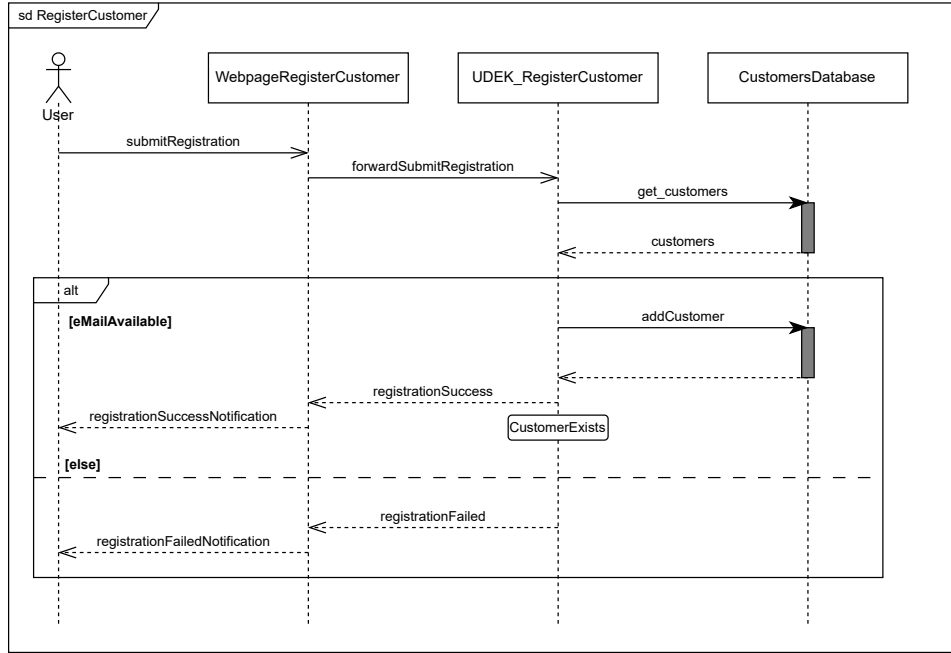 sd RegisterCustomer
User
WebpageRegisterCustomer
UDEK_RegisterCustomer
CustomersDatabase
submitRegistration
forwardSubmitRegistration
get_customers
customers
alt
[eMailAvailable]
addCustomer
registrationSuccess
registrationSuccessNotification
CustomerExists
[else]
registrationFailed
registrationFailedNotification